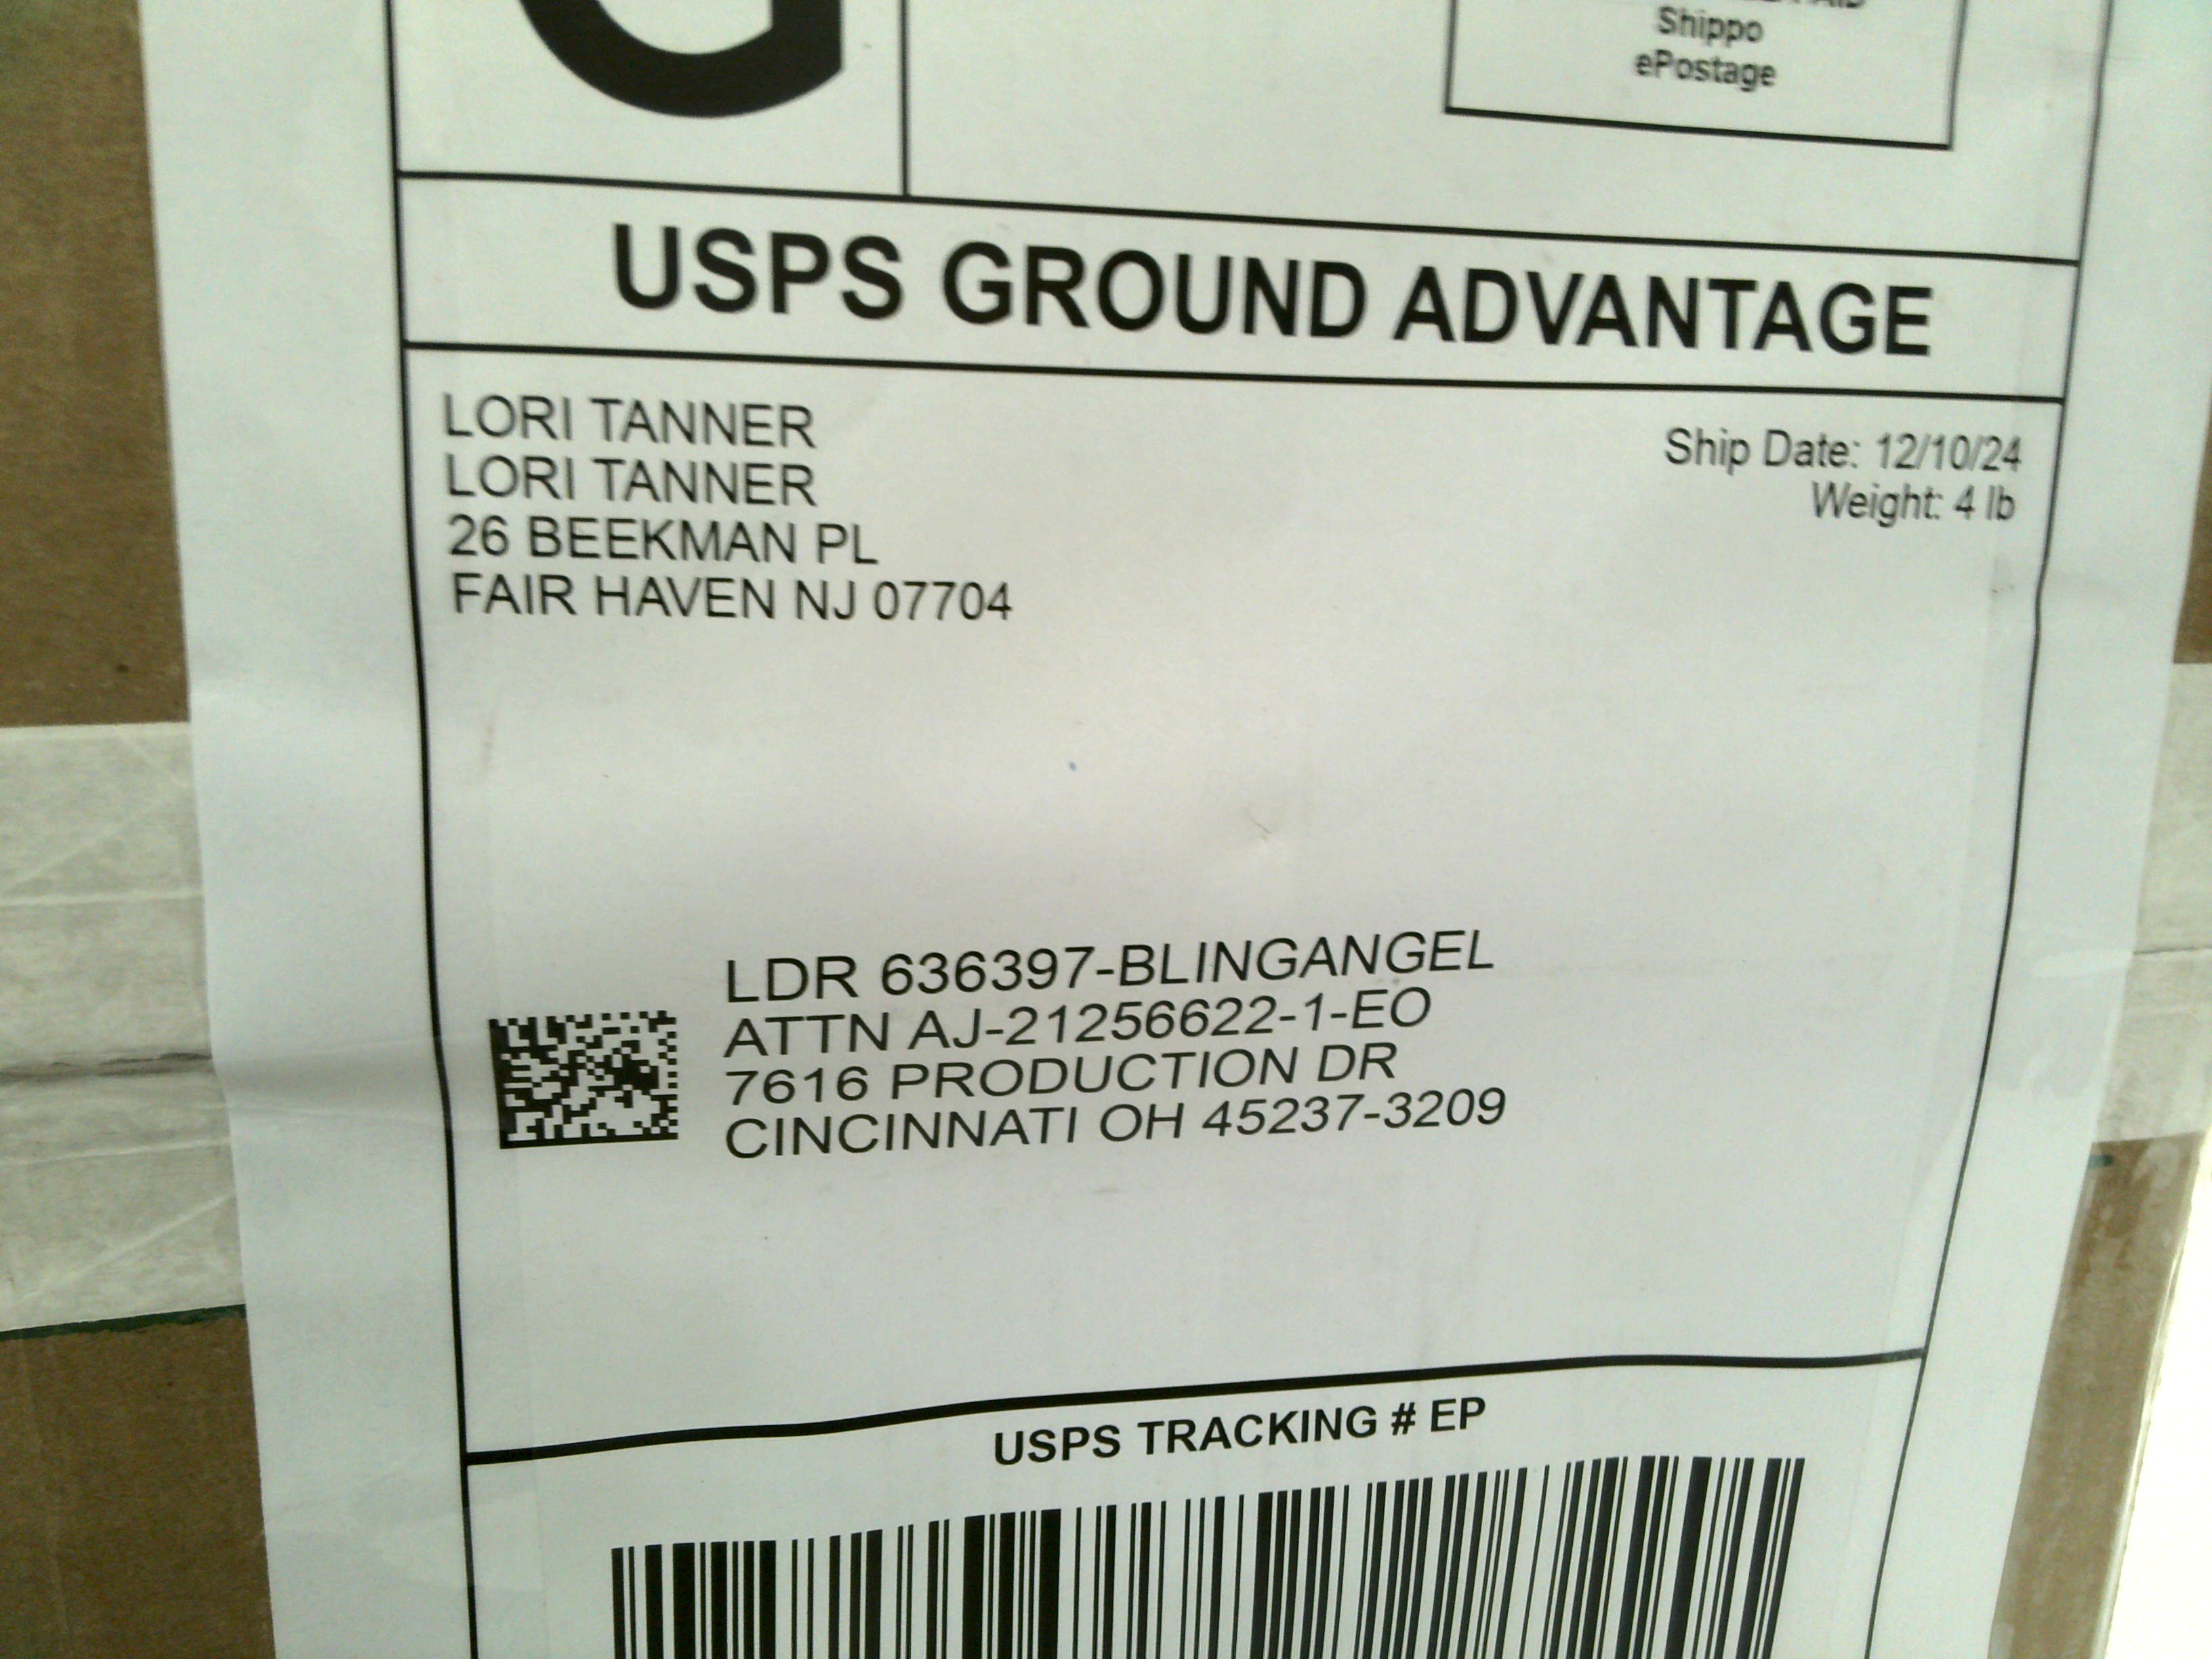 G
Shippo
ePostage
USPS GROUND ADVANTAGE
LORI TANNER
LORI TANNER
26 BEEKMAN PL
FAIR HAVEN NJ 07704
Ship Date: 12/10/24
Weight: 4 lb
LDR 636397-BLINGANGEL
ATTN AJ-21256622-1-EO
7616 PRODUCTION DR
CINCINNATI OH 45237-3209
USPS TRACKING # EP